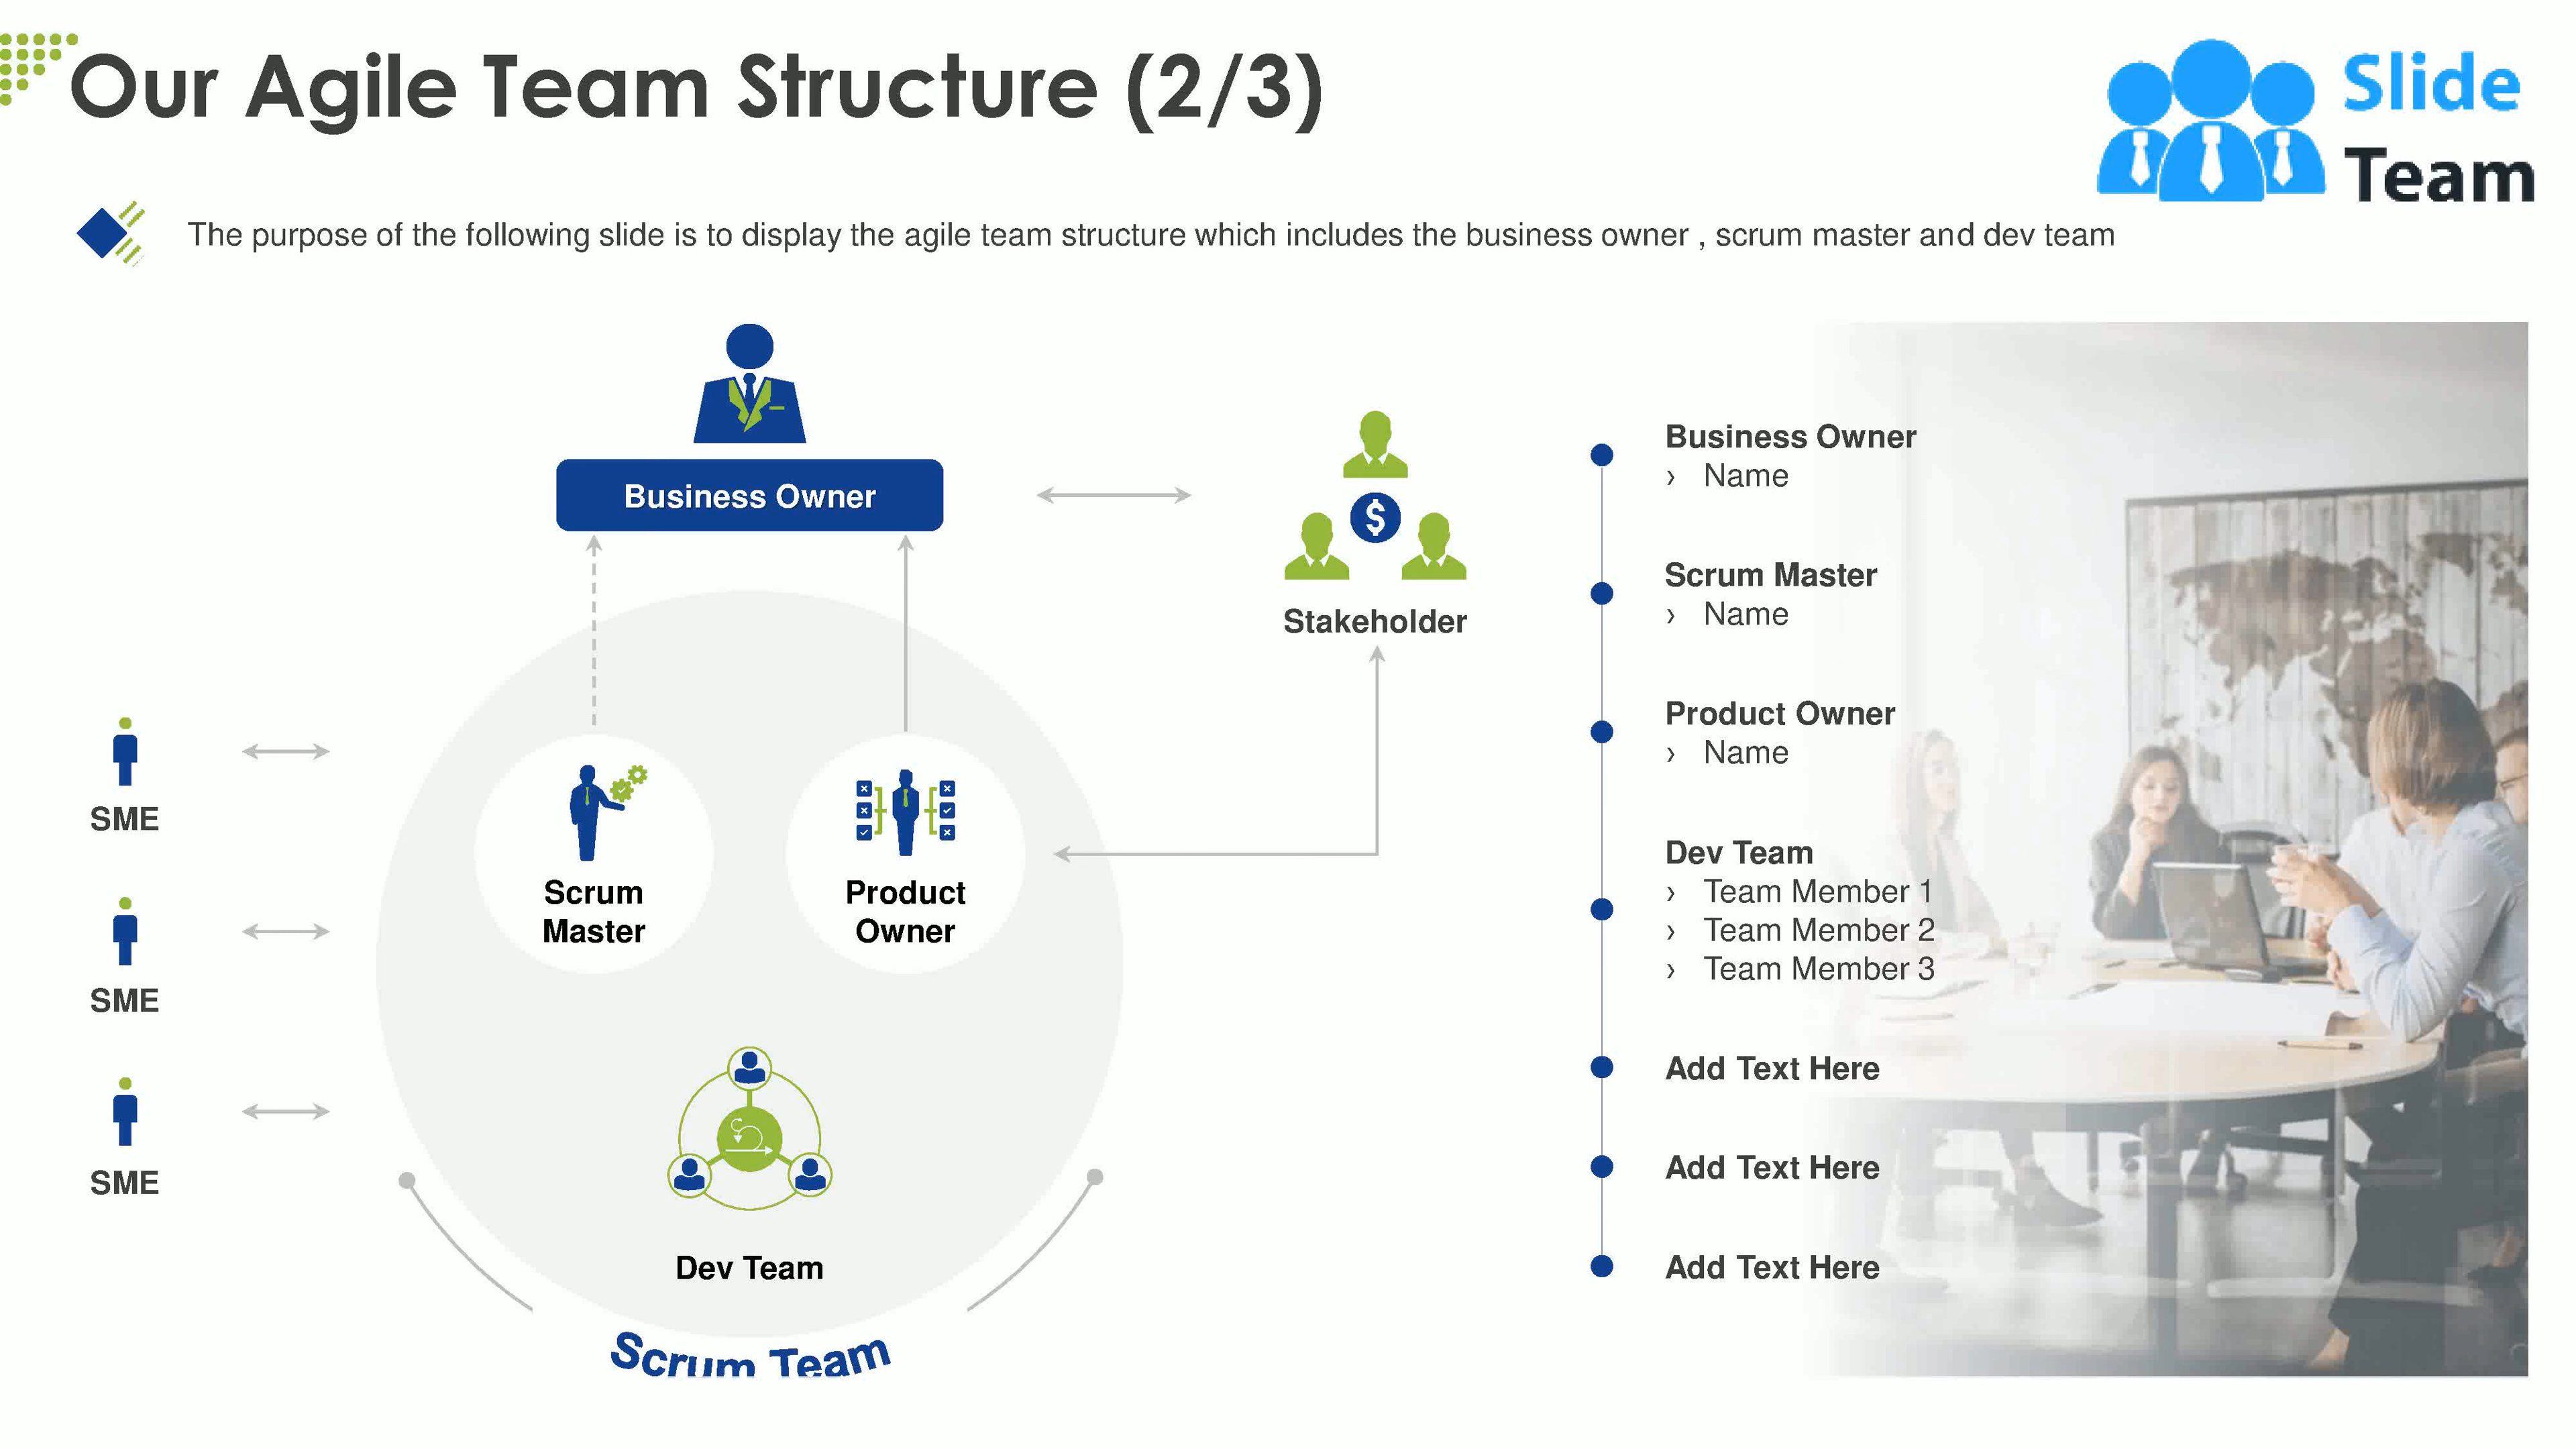 Our Agile Team Structure (2/3)
Slide
Team
The purpose of the following slide is to display the agile team structure which includes the business owner , scrum master and dev team
Business Owner
Stakeholder
$
SME
SME
SME
Scrum
Master
Product
Owner
Dev Team
Scrum Team
Business Owner
› Name
Scrum Master
› Name
Product Owner
› Name
Dev Team
› Team Member 1
› Team Member 2
› Team Member 3
Add Text Here
Add Text Here
Add Text Here